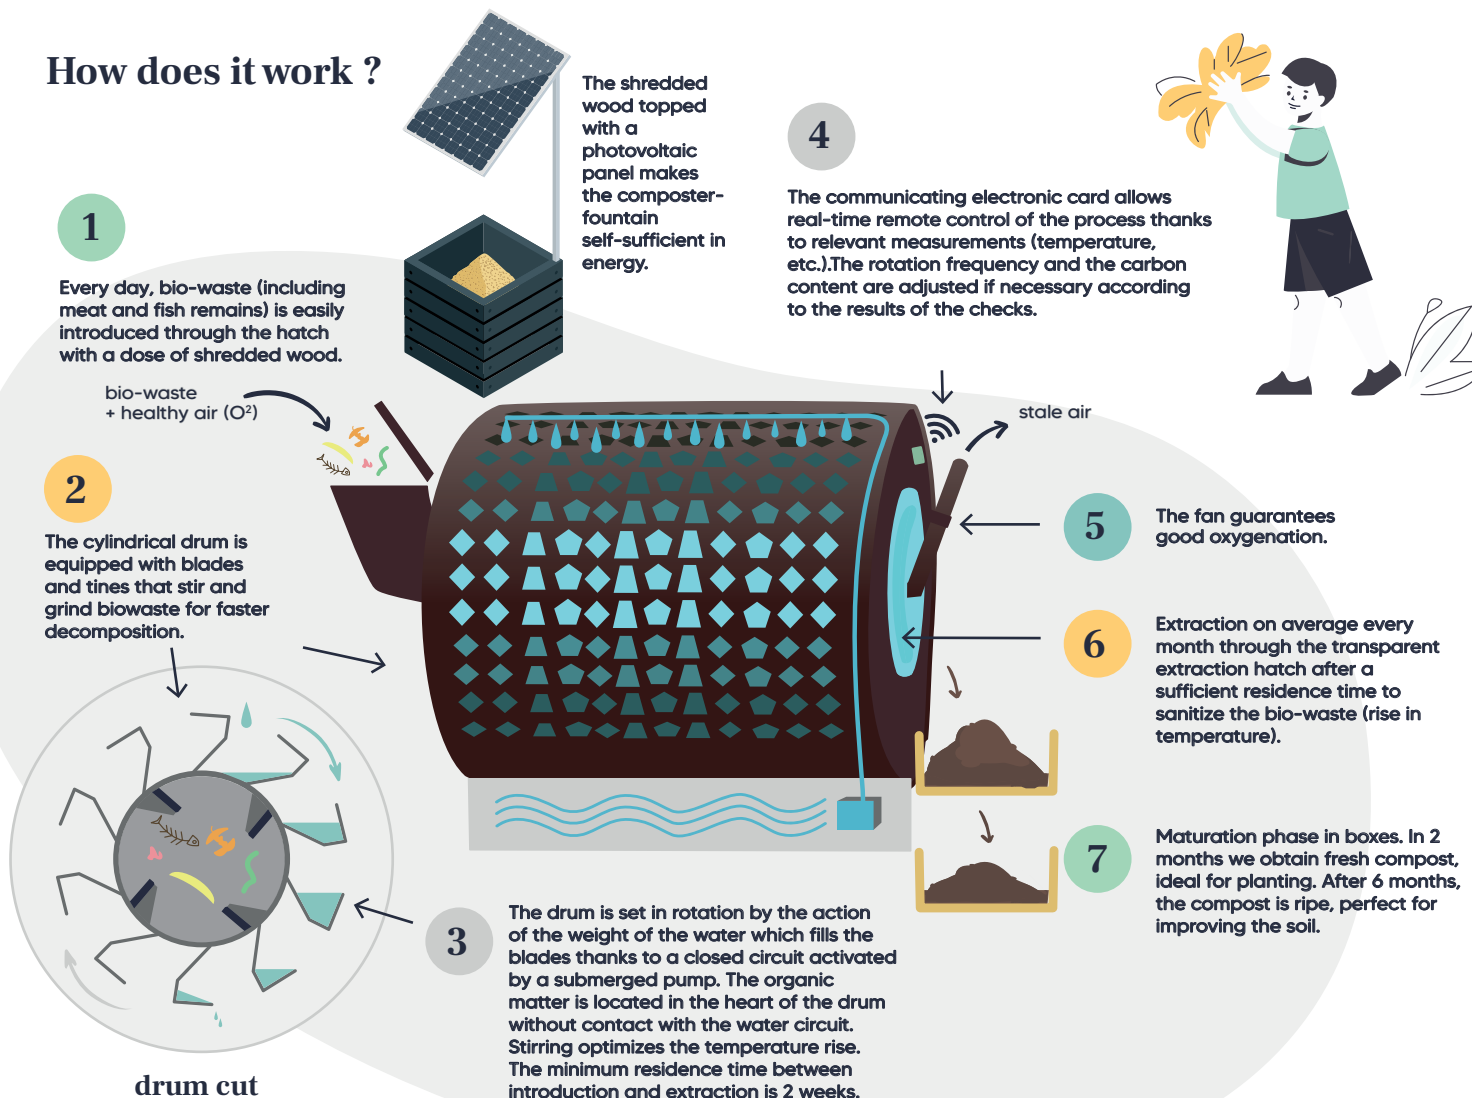 How does it work ?
The shredded
wood topped
with a
photovoltaic
panel makes
the composter-
fountain
self-sufficient in
energy.
1
Every day, bio-waste (including
meat and fish remains) is easily
introduced through the hatch
with a dose of shredded wood.
bio-waste
+ healthy air (O²)
2
The cylindrical drum is
equipped with blades
and tines that stir and
grind biowaste for faster
decomposition.
drum cut
3
The drum is set in rotation by the action
of the weight of the water which fills the
blades thanks to a closed circuit activated
by a submerged pump. The organic
matter is located in the heart of the drum
without contact with the water circuit.
Stirring optimizes the temperature rise.
The minimum residence time between
introduction and extraction is 2 weeks.
4
The communicating electronic card allows
real-time remote control of the process thanks
to relevant measurements (temperature,
etc.).The rotation frequency and the carbon
content are adjusted if necessary according
to the results of the checks.
stale air
5
The fan guarantees
good oxygenation.
6
Extraction on average every
month through the transparent
extraction hatch after a
sufficient residence time to
sanitize the bio-waste (rise in
temperature).
7
Maturation phase in boxes. In 2
months we obtain fresh compost,
ideal for planting. After 6 months,
the compost is ripe, perfect for
improving the soil.